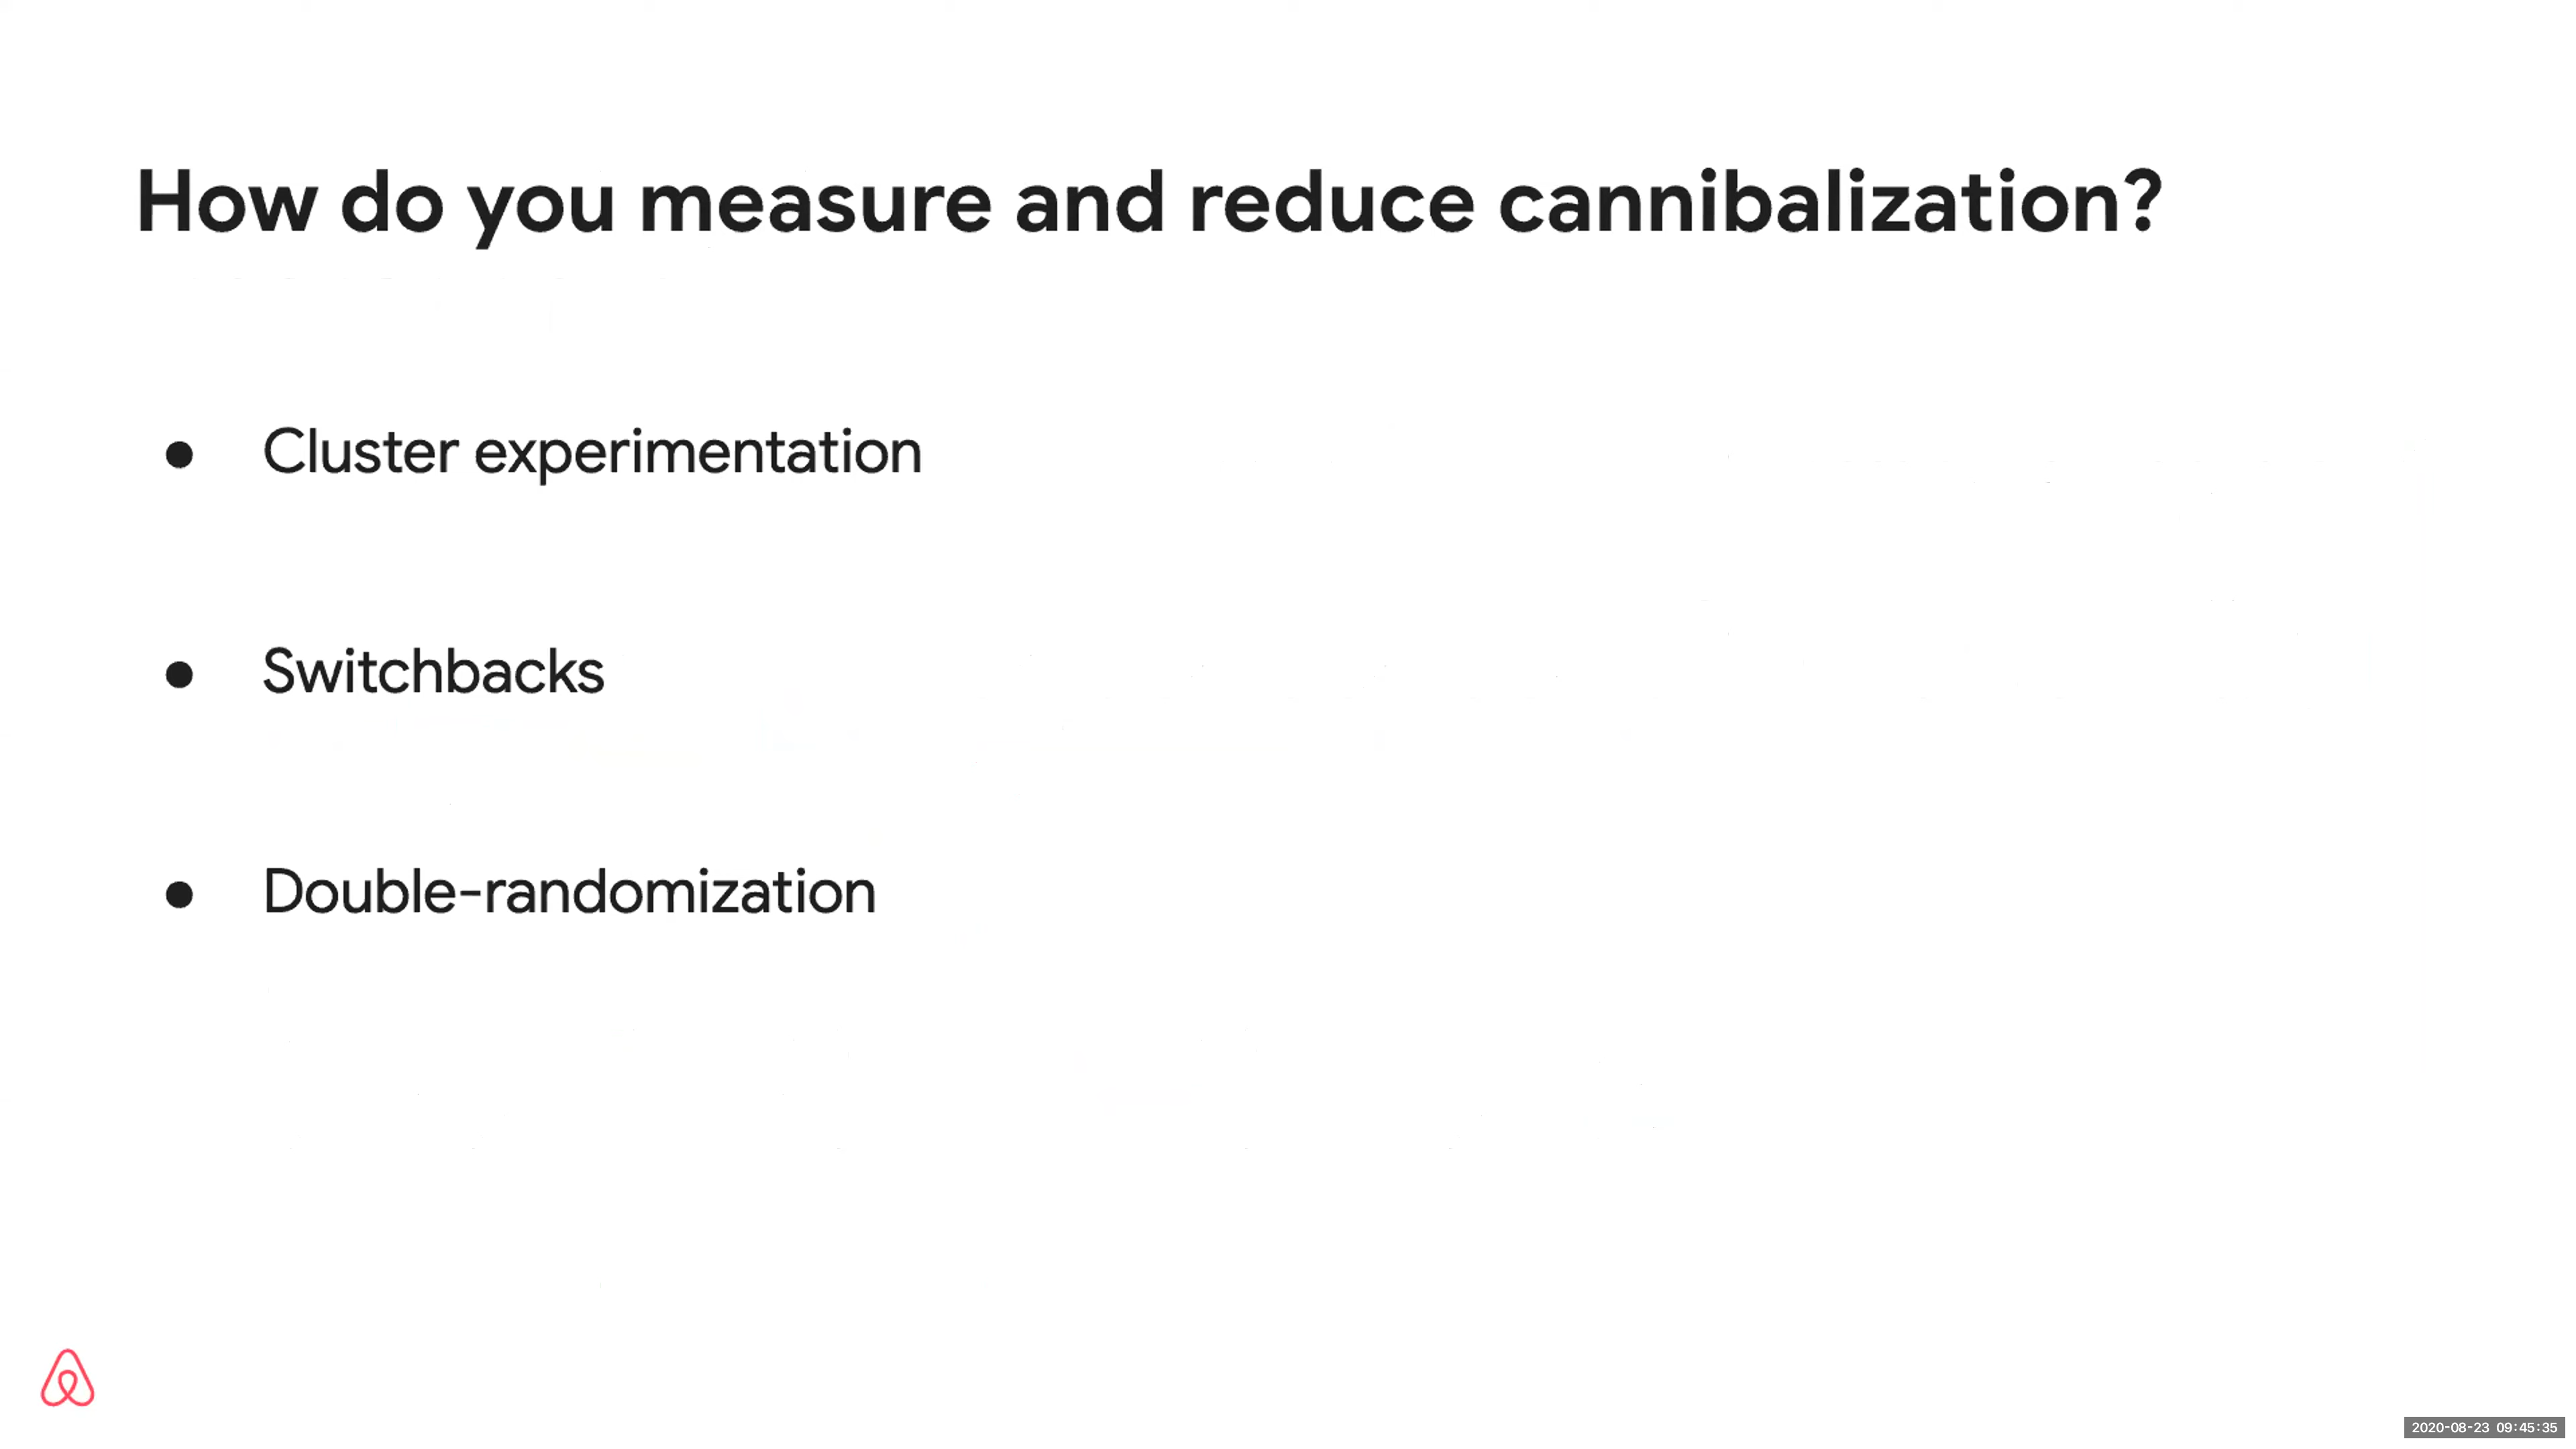 How do you measure and reduce cannibalization?
● Cluster experimentation
● Switchbacks
● Double-randomization
2020-08-23 09:45:35